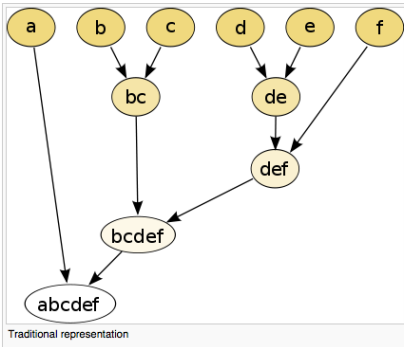 a b c d e f
bc de
def
bcdef
abcdef
Traditional representation